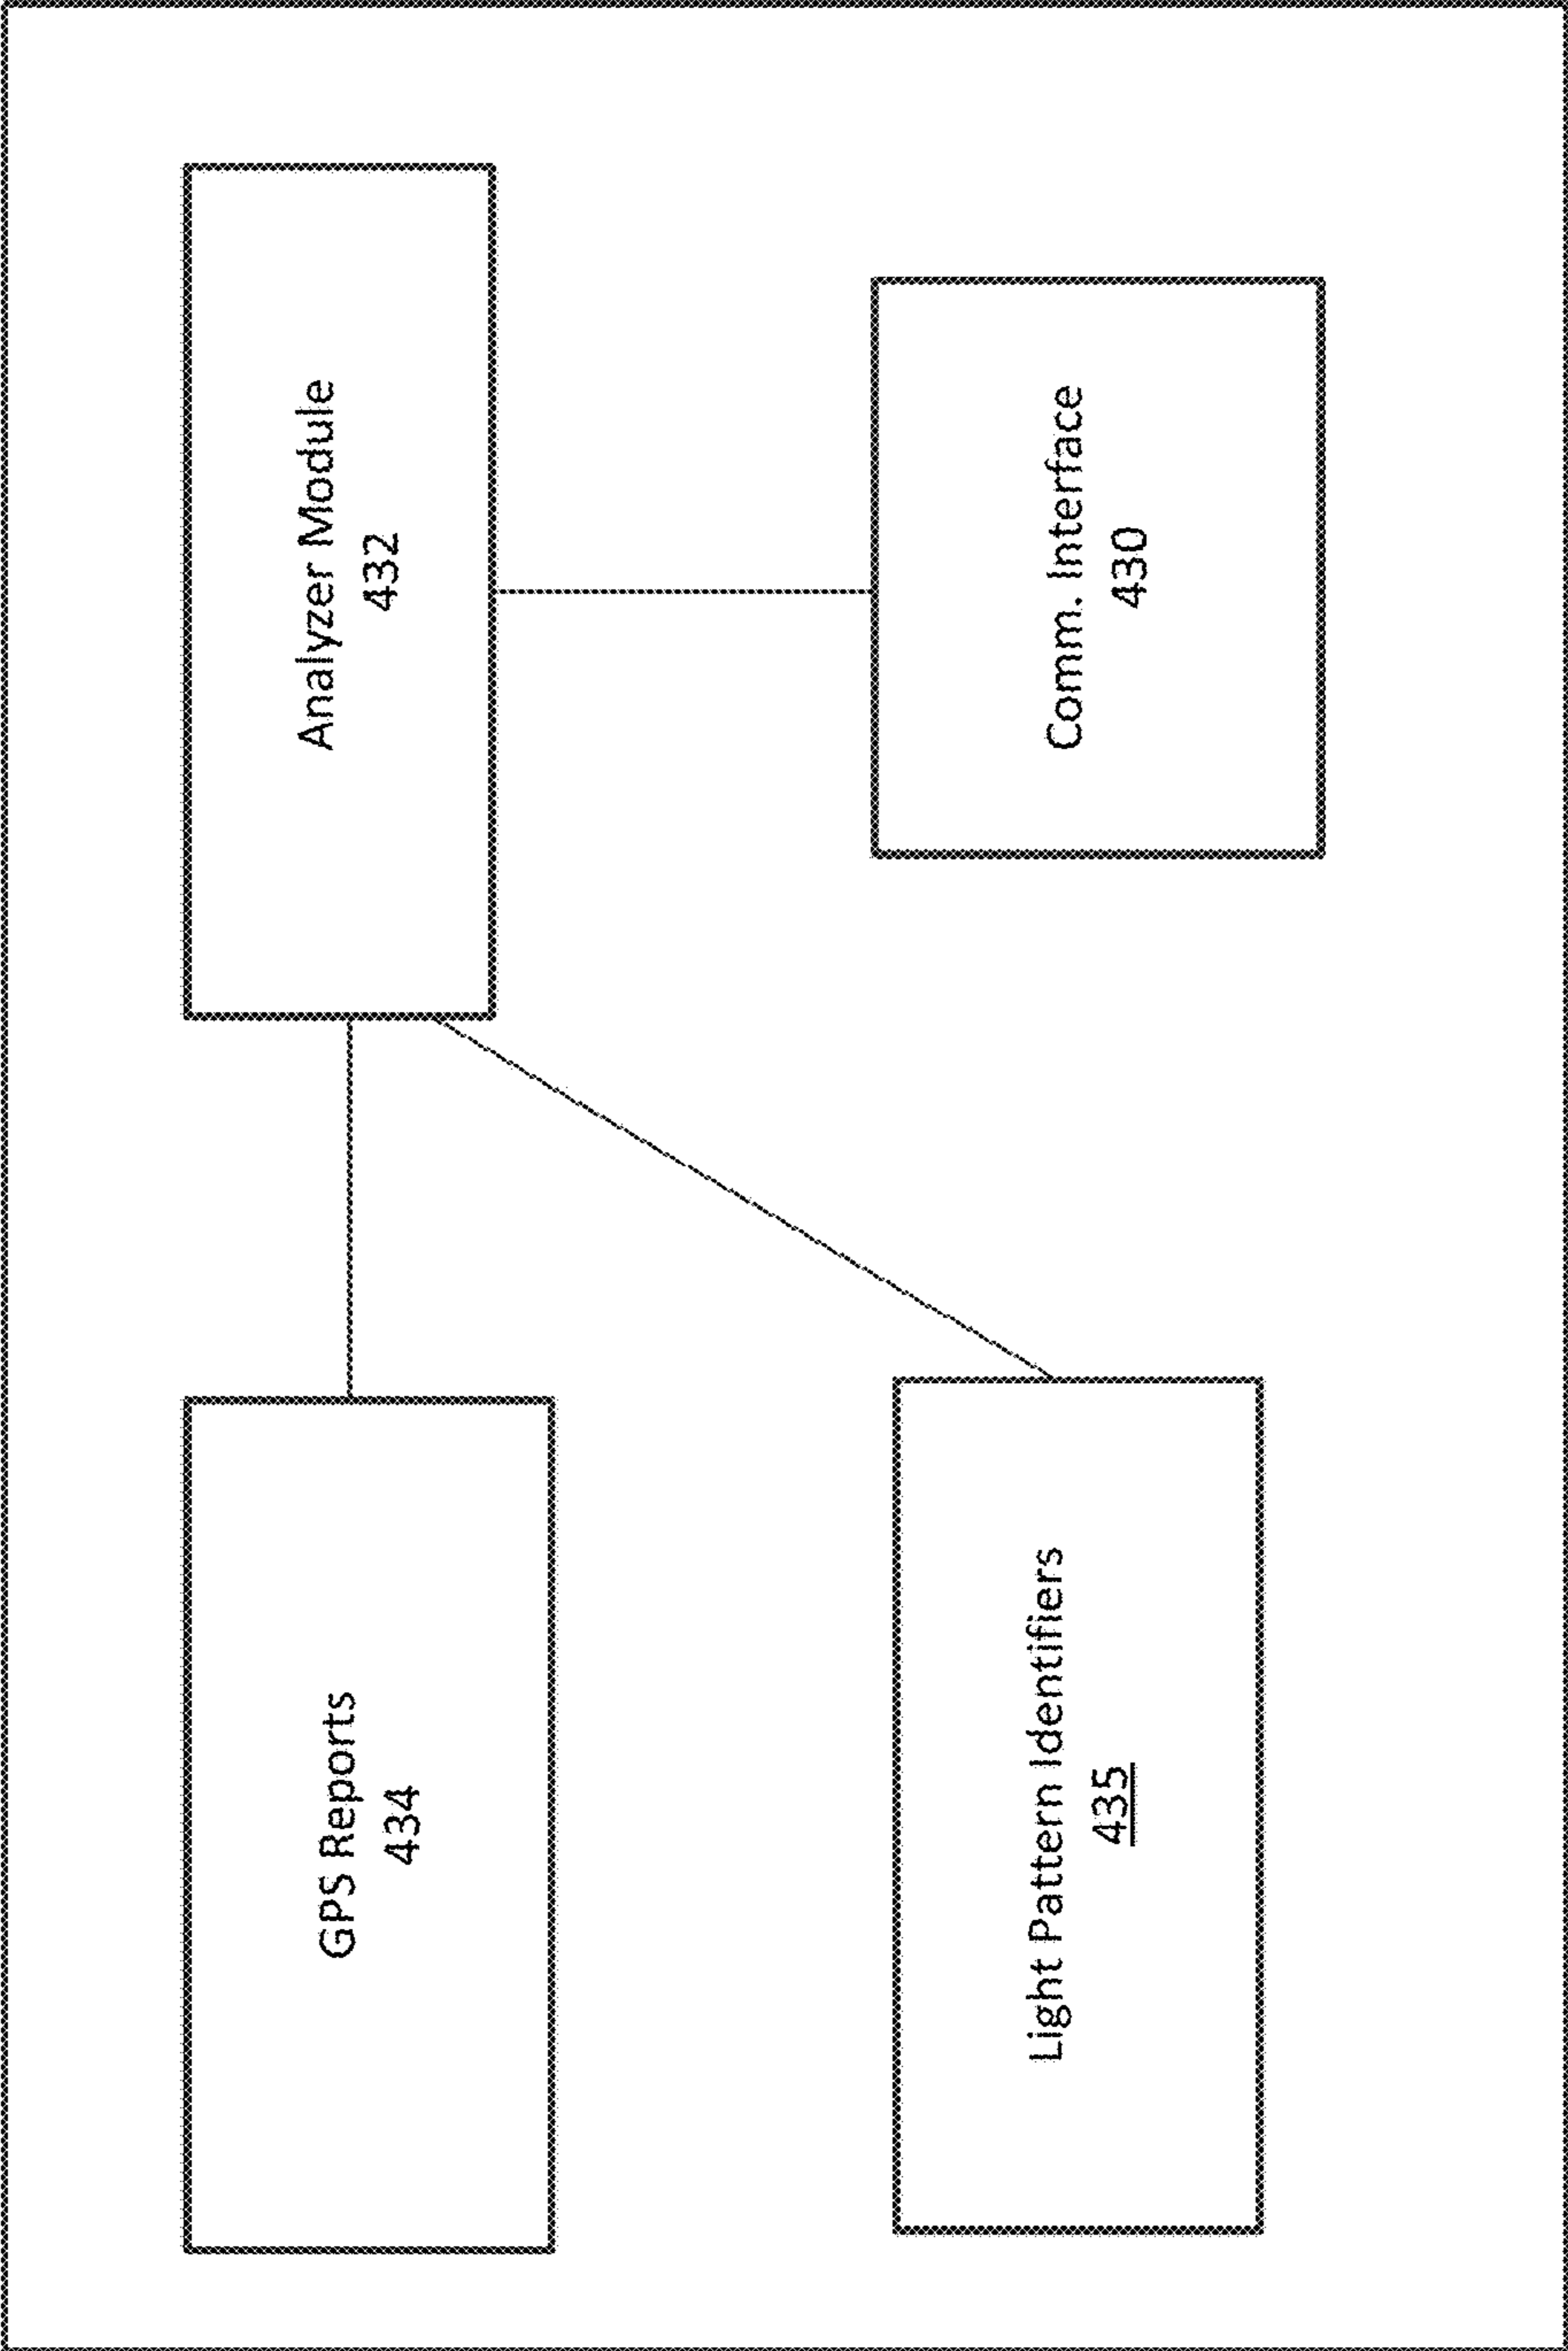 GPS Reports
434
Analyzer Module
432
Light Pattern Identifiers
435
Comm. Interface
430